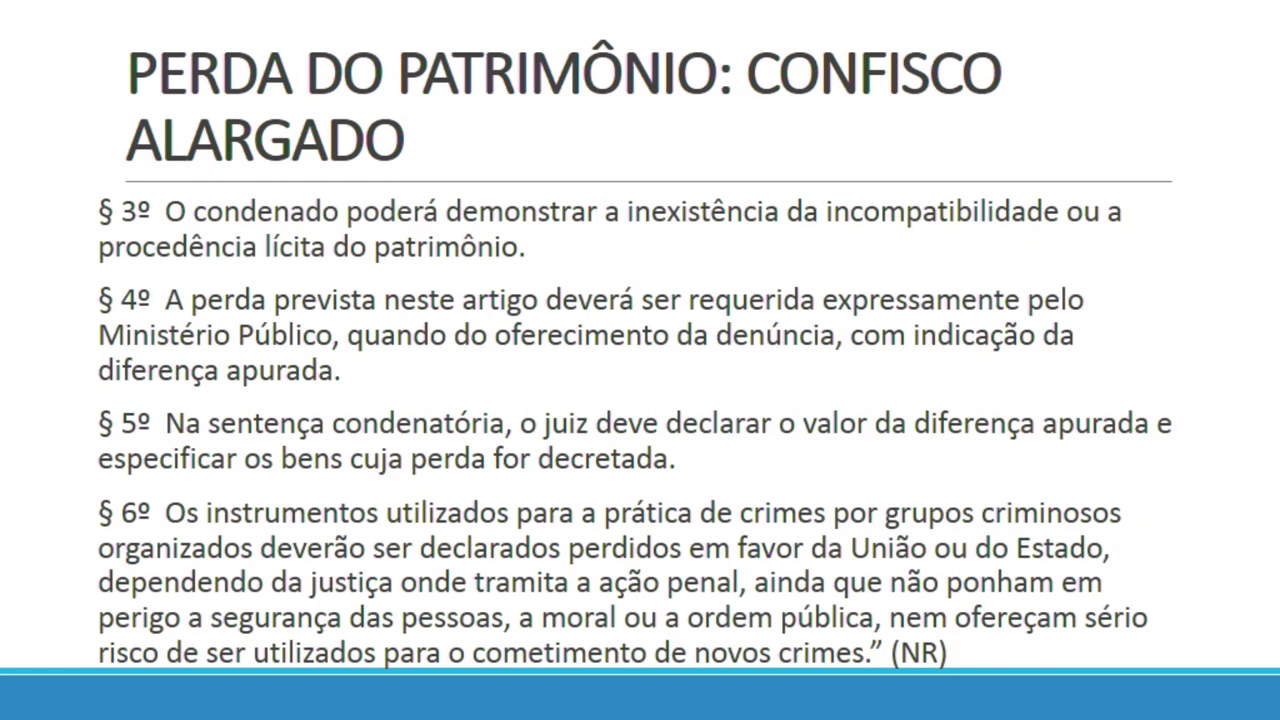 PERDA DO PATRIMÔNIO: CONFISCO
ALARGADO
§ 3º O condenado poderá demonstrar a inexistência da incompatibilidade ou a
procedência lícita do patrimônio.
§ 4º A perda prevista neste artigo deverá ser requerida expressamente pelo
Ministério Público, quando do oferecimento da denúncia, com indicação da
diferença apurada.
§ 5º Na sentença condenatória, o juiz deve declarar o valor da diferença apurada e
especificar os bens cuja perda for decretada.
§ 6º Os instrumentos utilizados para a prática de crimes por grupos criminosos
organizados deverão ser declarados perdidos em favor da União ou do Estado,
dependendo da justiça onde tramita a ação penal, ainda que não ponham em
perigo a segurança das pessoas, a moral ou a ordem pública, nem ofereçam sério
risco de ser utilizados para o cometimento de novos crimes.” (NR)